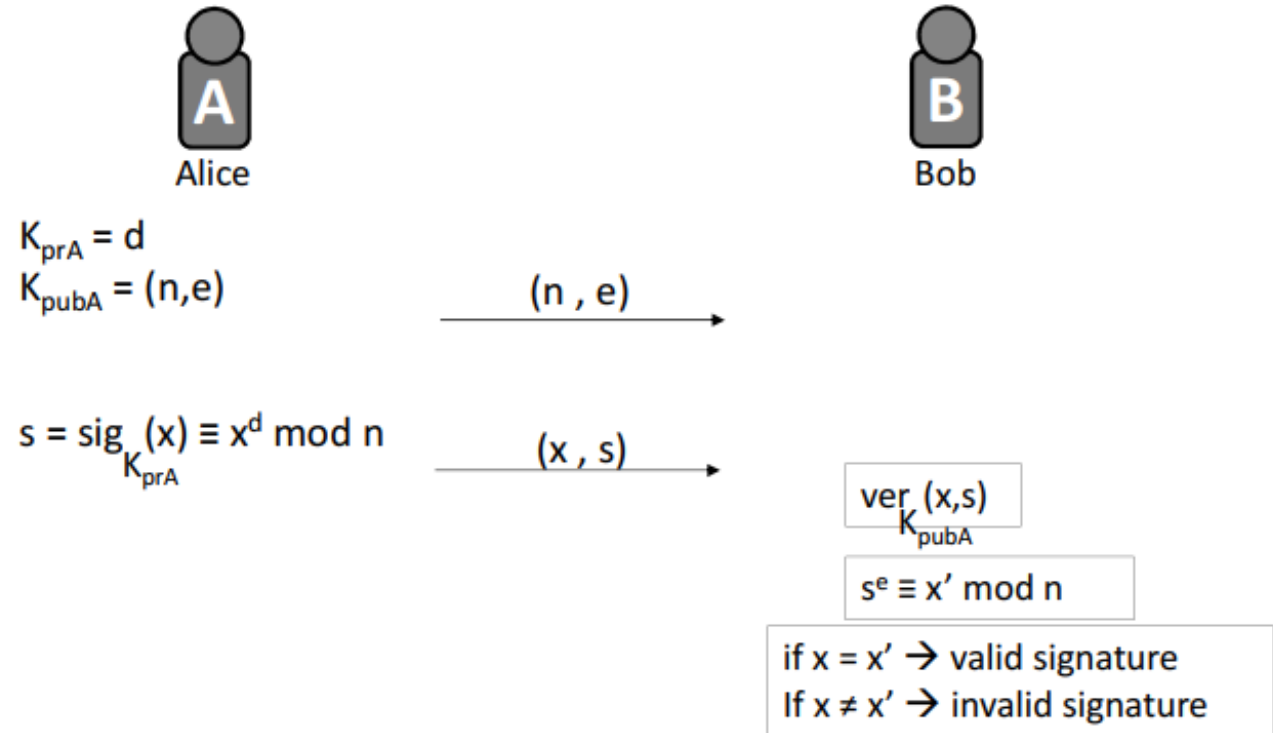 A
B
Alice
Bob
K_prA = d
K_pubA = (n,e)
(n , e)
s = sig_K_prA (x) ≡ x^d mod n
(x , s)
ver_K_pubA (x,s)
s^e ≡ x′ mod n
if x = x′ → valid signature
If x ≠ x′ → invalid signature